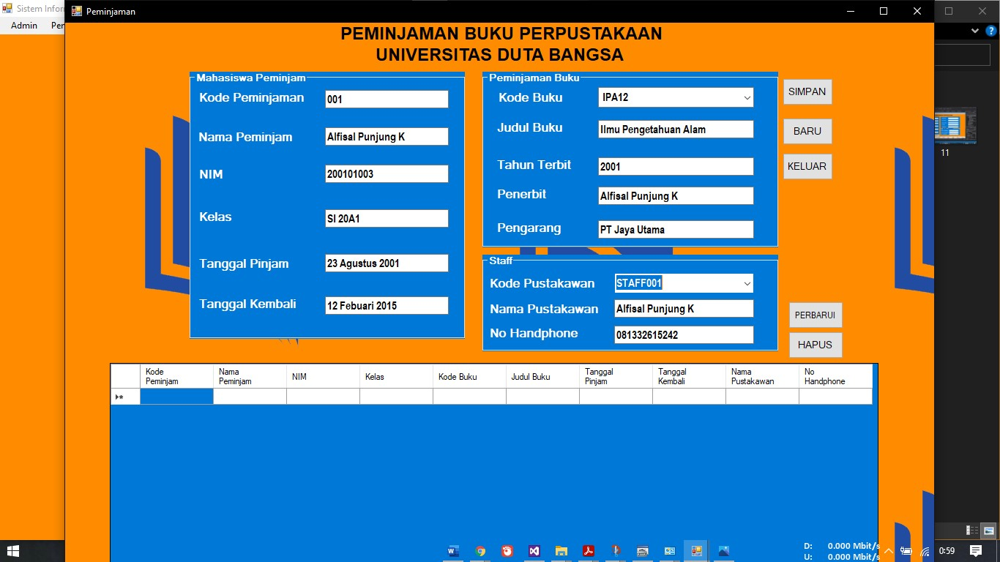 Sistem Infor
Peminjaman
Admin
Per
PEMINJAMAN BUKU PERPUSTAKAAN
UNIVERSITAS DUTA BANGSA
Mahasiswa Peminjam
Kode Peminjaman 001
Nama Peminjam Alfisal Punjung K
NIM 200101003
Kelas SI 20A1
Tanggal Pinjam 23 Agustus 2001
Tanggal Kembali 12 Febuari 2015
Peminjaman Buku
Kode Buku IPA12
Judul Buku Ilmu Pengetahuan Alam
Tahun Terbit 2001
Penerbit Alfisal Punjung K
Pengarang PT Jaya Utama
SIMPAN
BARU
KELUAR
11
Staff
Kode Pustakawan STAFF001
Nama Pustakawan Alfisal Punjung K
No Handphone 081332615242
PERBARUI
HAPUS
Kode
Peminjam
Nama
Peminjam
NIM
Kelas
Kode Buku
Judul Buku
Tanggal
Pinjam
Tanggal
Kembali
Nama
Pustakawan
No
Handphone
D: 0.000 Mbit/s
U: 0.000 Mbit/s
0:59